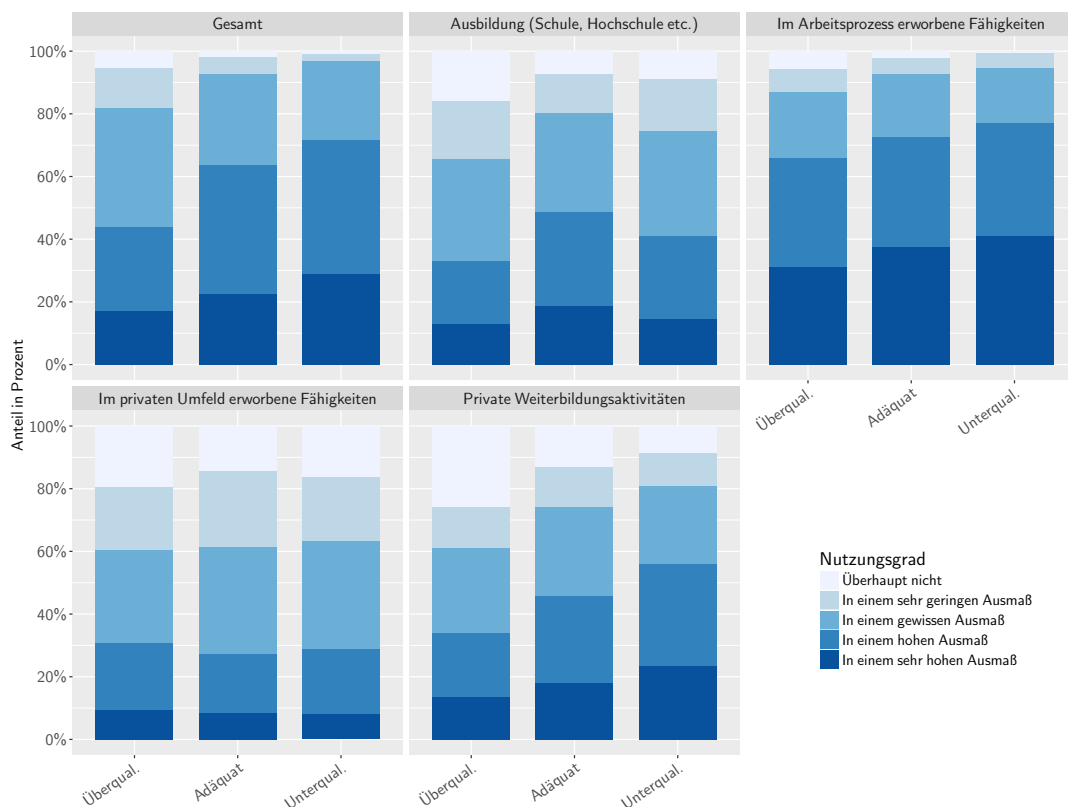 Gesamt
Ausbildung (Schule, Hochschule etc.)
Im Arbeitsprozess erworbene Fähigkeiten
100%
80%
60%
40%
20%
0%
Anteil in Prozent
Im privaten Umfeld erworbene Fähigkeiten
Private Weiterbildungsaktivitäten
Überqual.
Adäquat
Unterqual.
100%
80%
60%
40%
20%
0%
Nutzungsgrad
Überhaupt nicht
In einem sehr geringen Ausmaß
In einem gewissen Ausmaß
In einem hohen Ausmaß
In einem sehr hohen Ausmaß
Überqual.
Adäquat
Unterqual.
Überqual.
Adäquat
Unterqual.